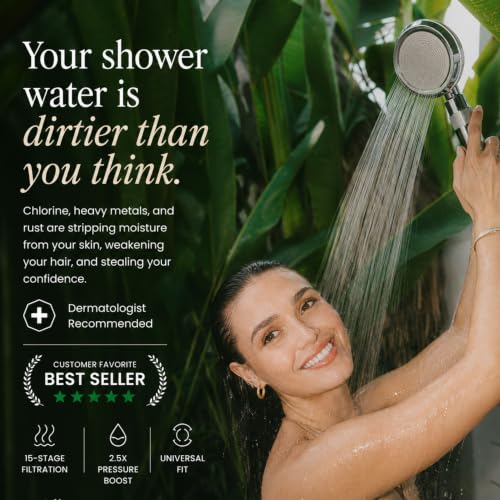 Your shower
water is
dirtier than
you think.
Chlorine, heavy metals, and
rust are stripping moisture
from your skin, weakening
your hair, and stealing your
confidence.
Dermatologist
Recommended
CUSTOMER FAVORITE
BEST SELLER
15-STAGE
FILTRATION
2.5X
PRESSURE
BOOST
UNIVERSAL
FIT